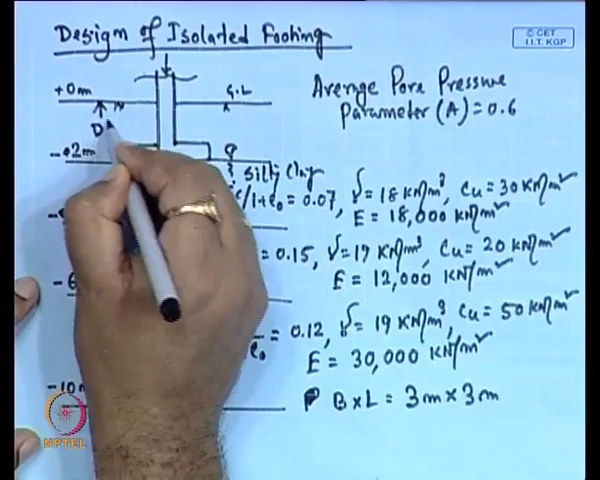 Design of Isolated Footing
© CET
I.I.T. KGP
+0m
G.L
Average Pore Pressure
Parameter (A) = 0.6
D
-2m
q
silty clay
c/1+e₀ = 0.07, γ = 18 kN/m³, Cu = 30 kN/m²
E = 18,000 kN/m²
= 0.15, γ = 17 kN/m³, Cu = 20 kN/m²
E = 12,000 kN/m²
-6
e₀ = 0.12, γ = 19 kN/m³, Cu = 50 kN/m²
E = 30,000 kN/m²
B x L = 3m x 3m
-10m
NPTEL